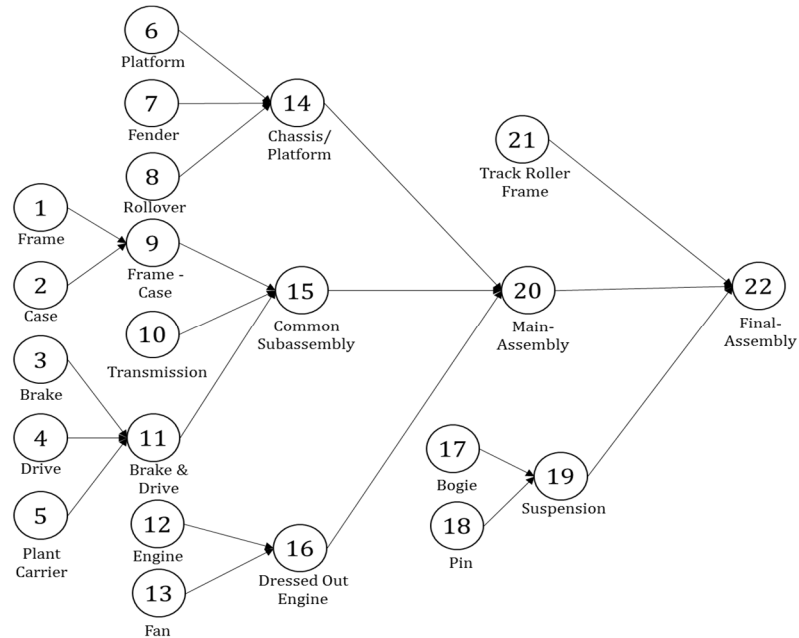 6
Platform
7
Fender
8
Rollover
14
Chassis/
Platform
21
Track Roller
Frame
1
Frame
2
Case
9
Frame -
Case
10
Transmission
15
Common
Subassembly
20
Main-
Assembly
22
Final-
Assembly
3
Brake
4
Drive
5
Plant
Carrier
11
Brake &
Drive
12
Engine
13
Fan
16
Dressed Out
Engine
17
Bogie
18
Pin
19
Suspension